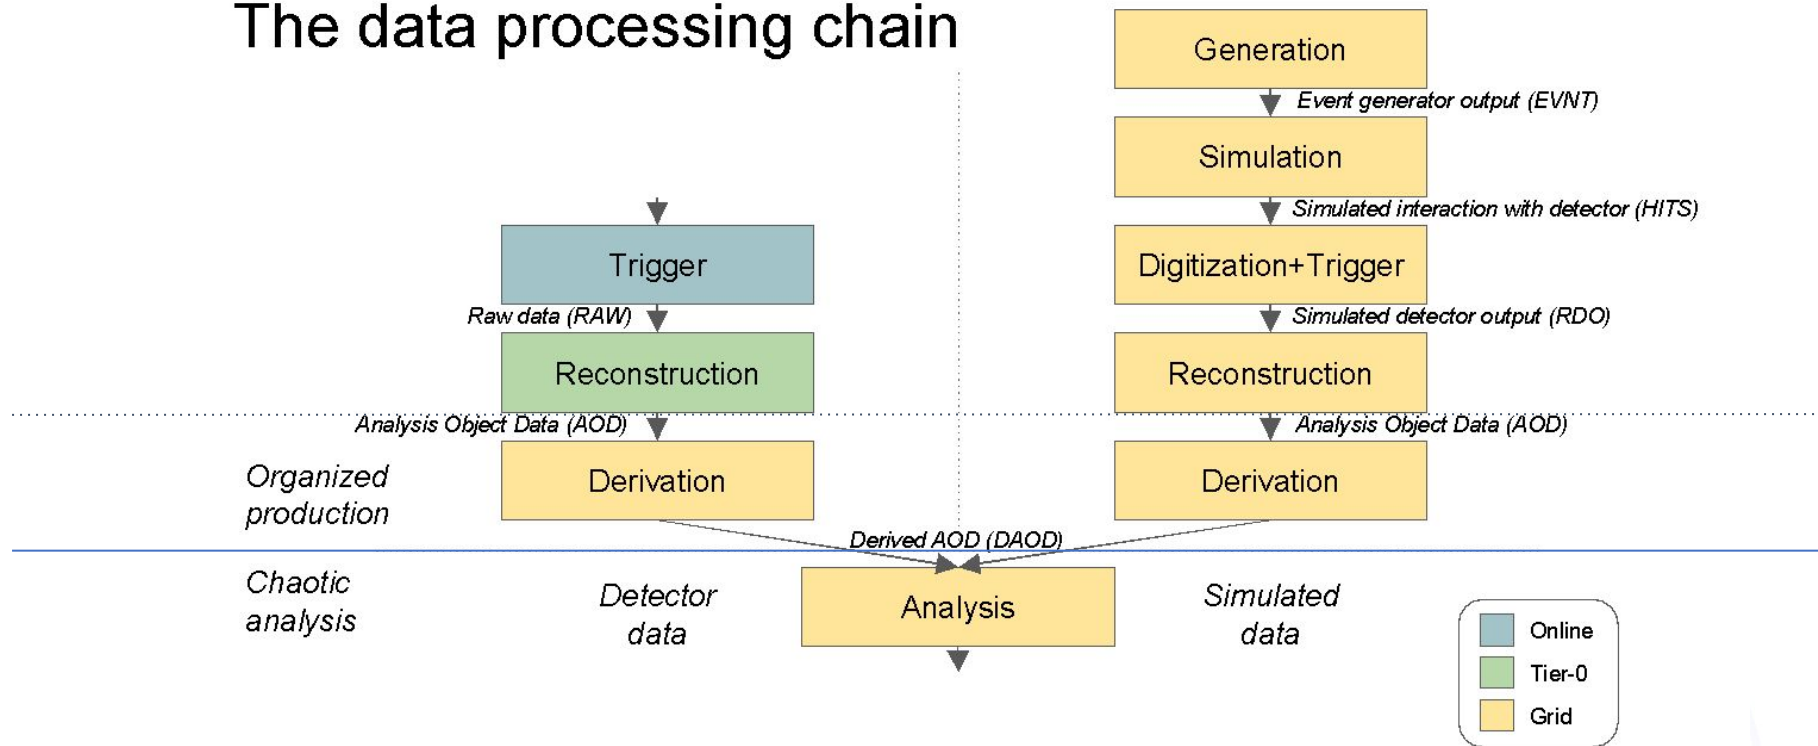 The data processing chain
Generation
Event generator output (EVNT)
Simulation
Simulated interaction with detector (HITS)
Trigger
Digitization+Trigger
Raw data (RAW)
Simulated detector output (RDO)
Reconstruction
Reconstruction
Analysis Object Data (AOD)
Analysis Object Data (AOD)
Organized
production
Derivation
Derivation
Derived AOD (DAOD)
Chaotic
analysis
Detector
data
Analysis
Simulated
data
Online
Tier-0
Grid